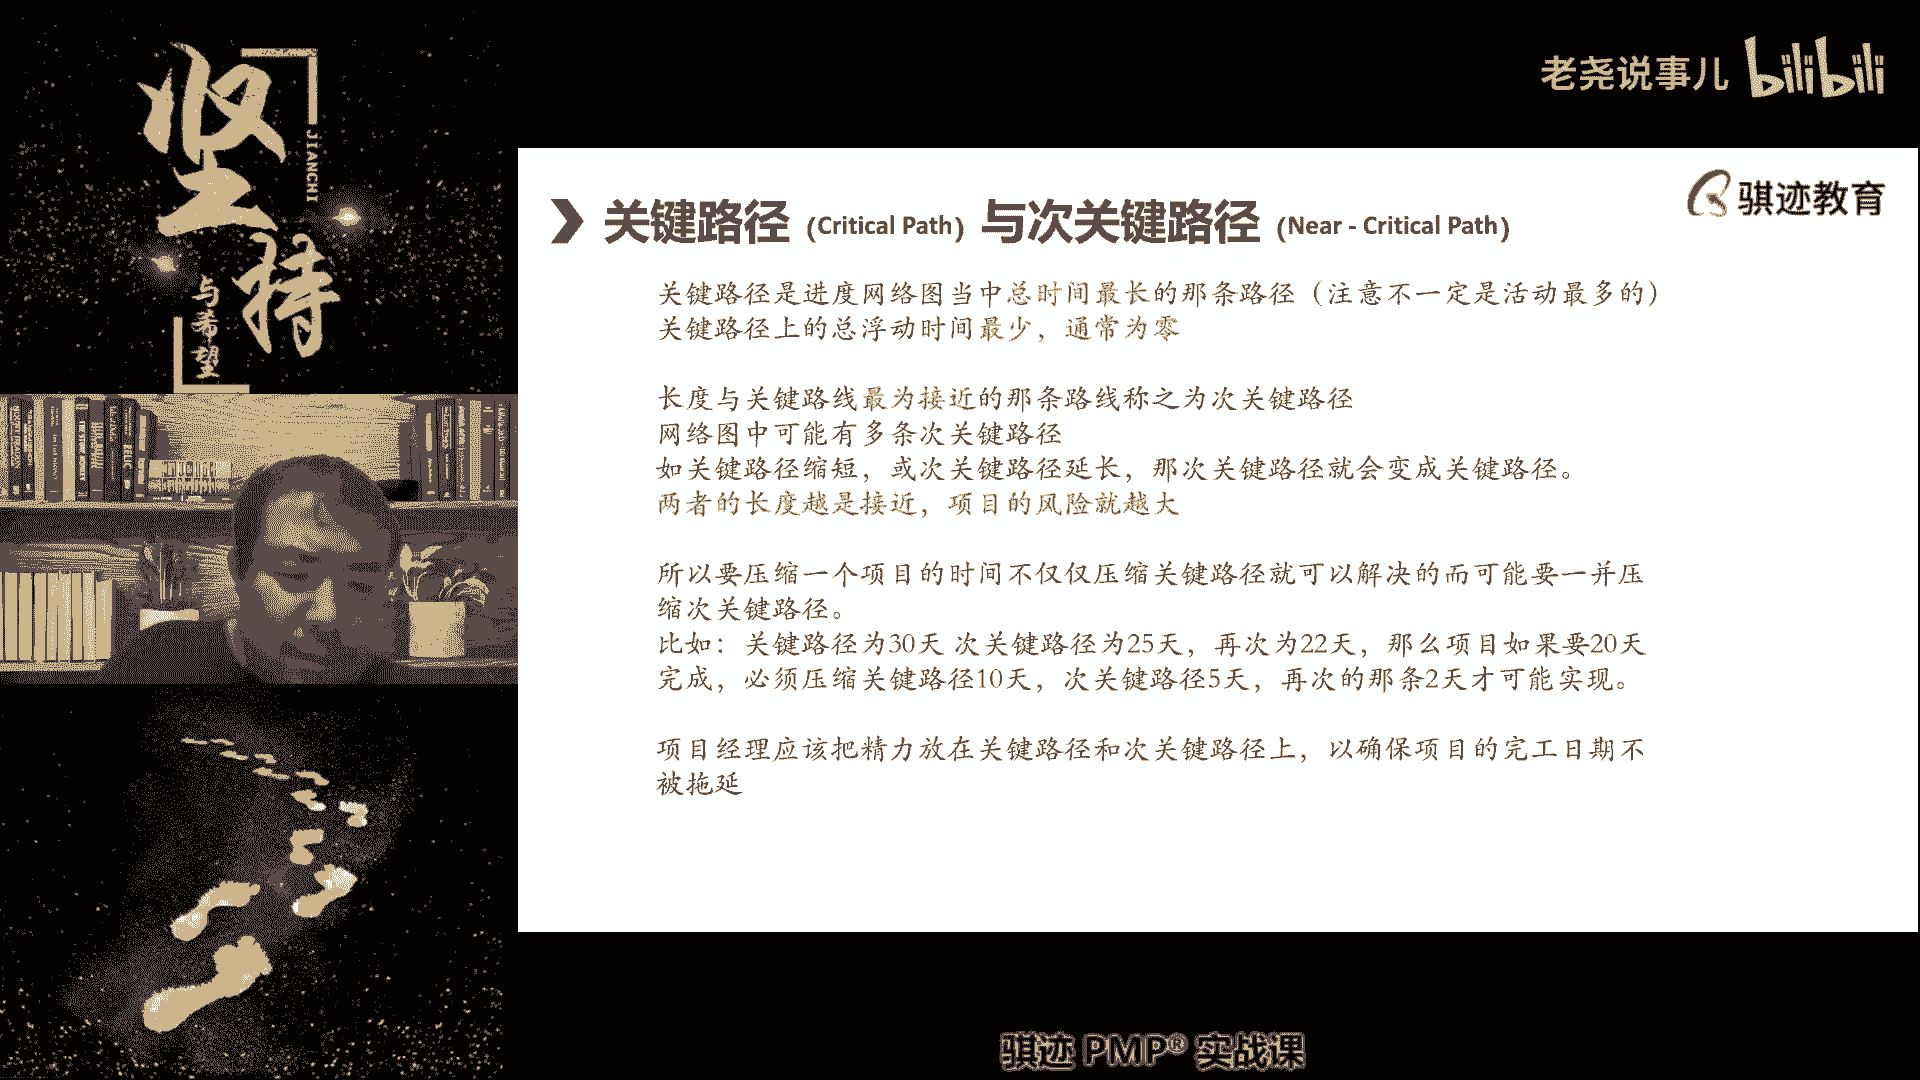 坚持
JIANCHI
与希望
老尧说事儿 bilibili
骐迹教育
关键路径 (Critical Path) 与次关键路径 (Near - Critical Path)
关键路径是进度网络图当中总时间最长的那条路径（注意不一定是活动最多的）
关键路径上的总浮动时间最少，通常为零
长度与关键路线最为接近的那条路线称之为次关键路径
网络图中可能有多条次关键路径
如关键路径缩短，或次关键路径延长，那次关键路径就会变成关键路径。
两者的长度越是接近，项目的风险就越大
所以要压缩一个项目的时间不仅仅压缩关键路径就可以解决的而可能要一并压
缩次关键路径。
比如：关键路径为30天 次关键路径为25天，再次为22天，那么项目如果要20天
完成，必须压缩关键路径10天，次关键路径5天，再次的那条2天才可能实现。
项目经理应该把精力放在关键路径和次关键路径上，以确保项目的完工日期不
被拖延
骐迹 PMP® 实战课